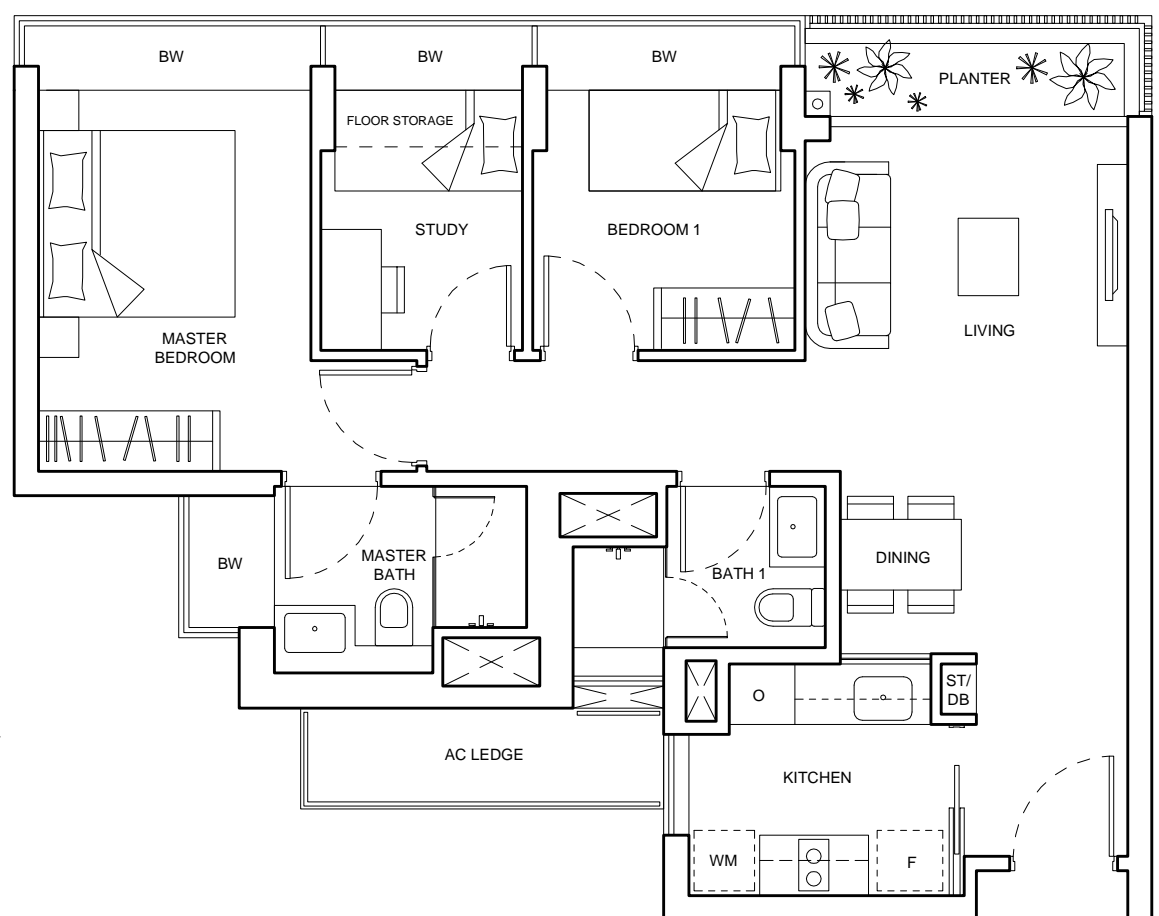 BW
BW
BW
PLANTER
FLOOR STORAGE
STUDY
BEDROOM 1
MASTER
BEDROOM
LIVING
BW
MASTER
BATH
BATH 1
DINING
O
ST/
DB
AC LEDGE
KITCHEN
WM
F